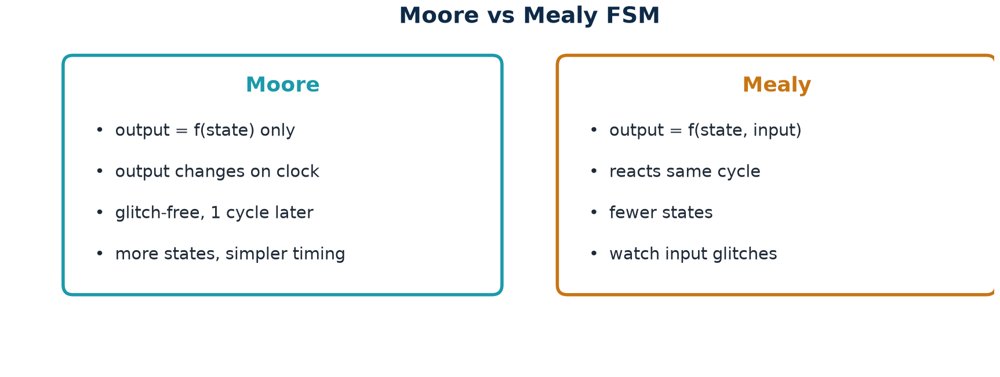 Moore vs Mealy FSM
Moore
• output = f(state) only
• output changes on clock
• glitch-free, 1 cycle later
• more states, simpler timing
Mealy
• output = f(state, input)
• reacts same cycle
• fewer states
• watch input glitches